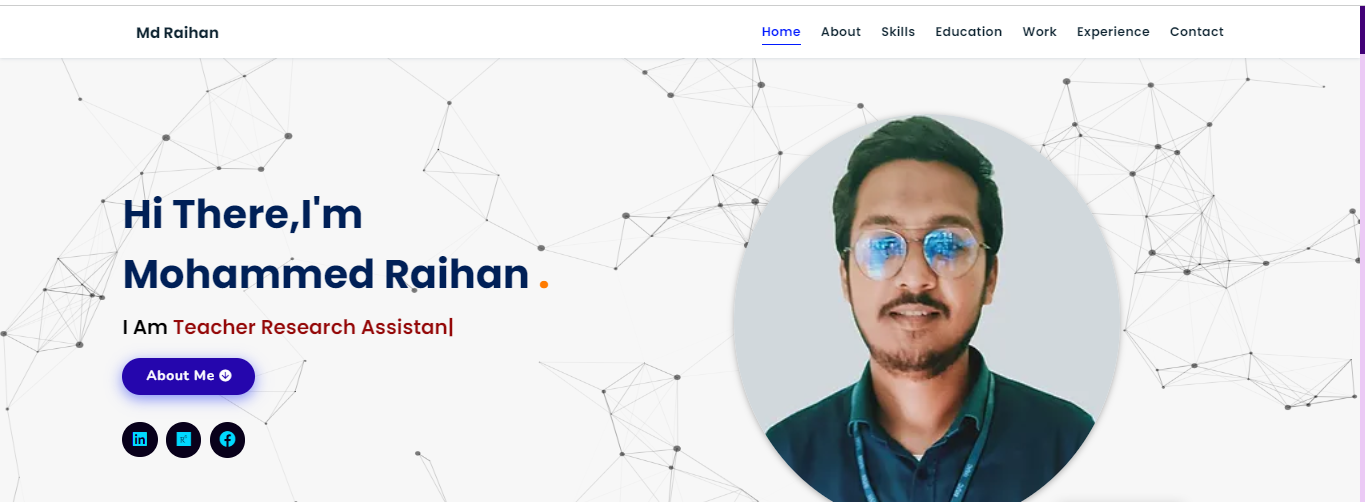 Md Raihan
Home About Skills Education Work Experience Contact
Hi There,I'm
Mohammed Raihan .
I Am Teacher Research Assistan|
About Me
in